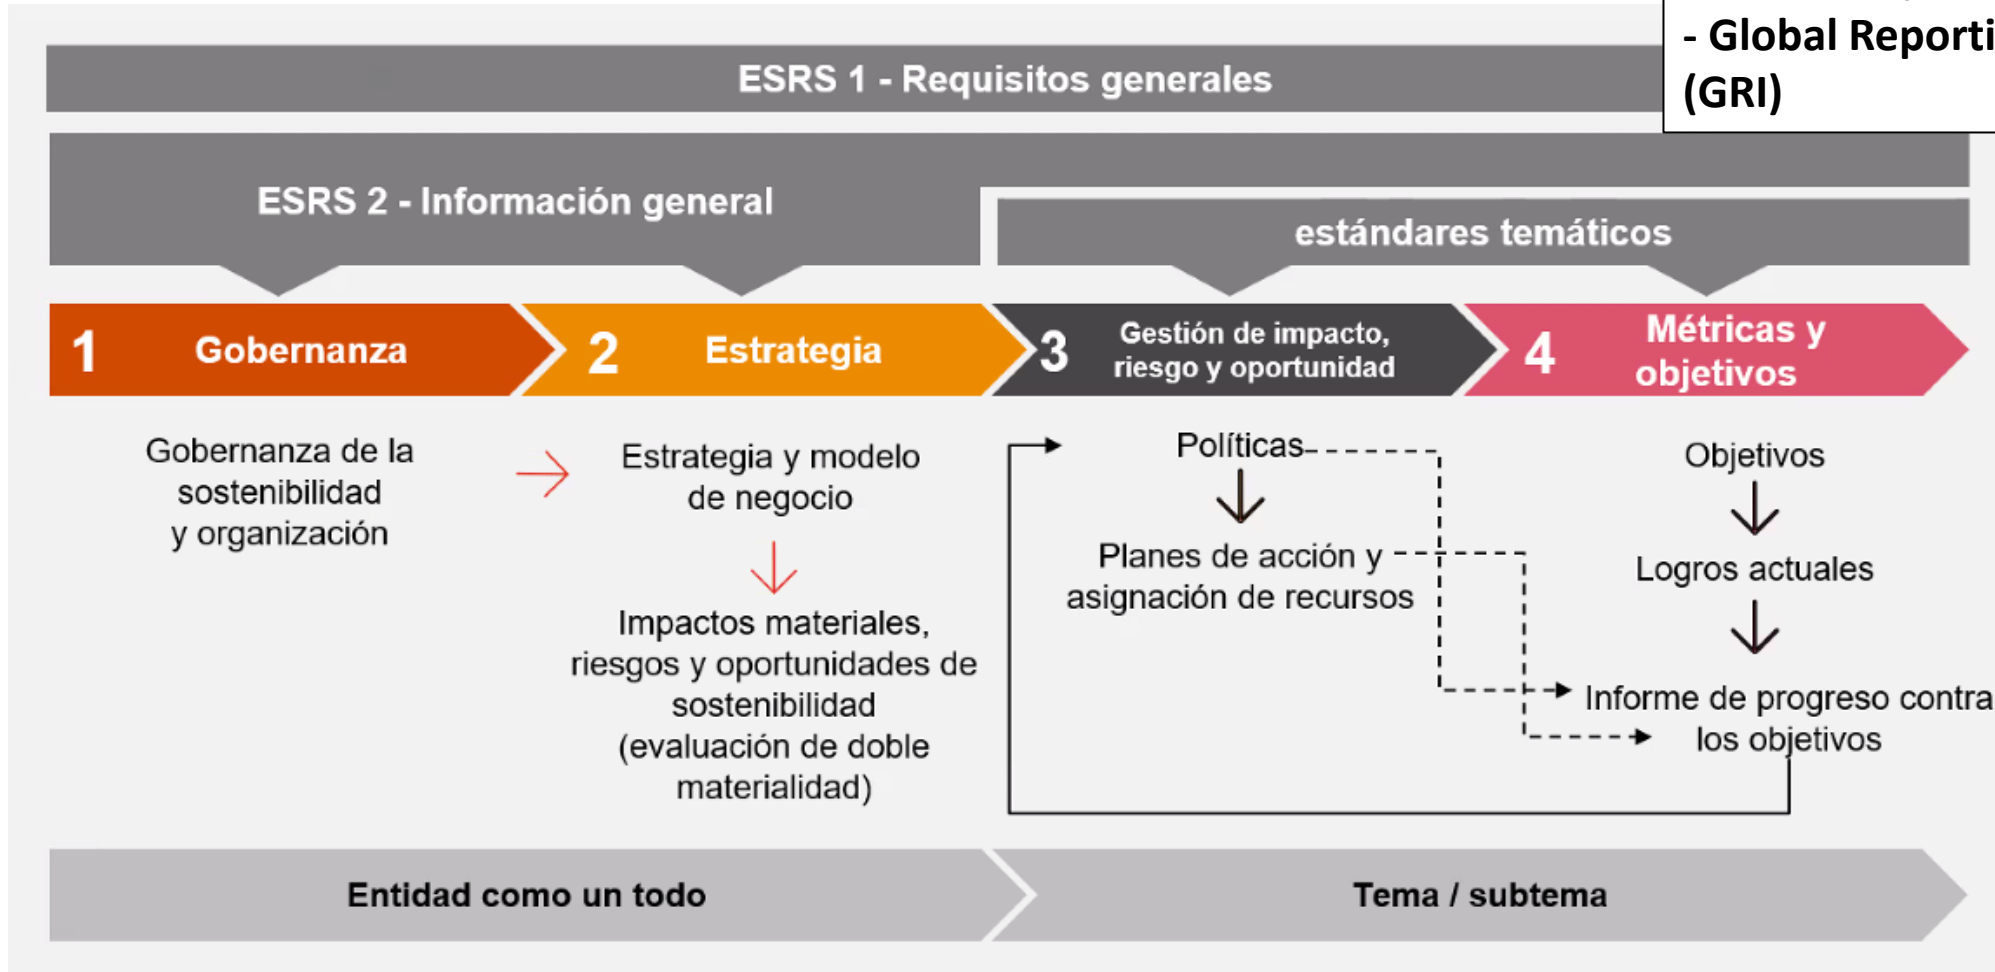 - Global Reporti
(GRI)
ESRS 1 - Requisitos generales
ESRS 2 - Información general
estándares temáticos
1 Gobernanza
2 Estrategia
3 Gestión de impacto,
riesgo y oportunidad
4 Métricas y
objetivos
Gobernanza de la
sostenibilidad
y organización
Estrategia y modelo
de negocio
Impactos materiales,
riesgos y oportunidades de
sostenibilidad
(evaluación de doble
materialidad)
Políticas
Planes de acción y
asignación de recursos
Objetivos
Logros actuales
Informe de progreso contra
los objetivos
Entidad como un todo
Tema / subtema